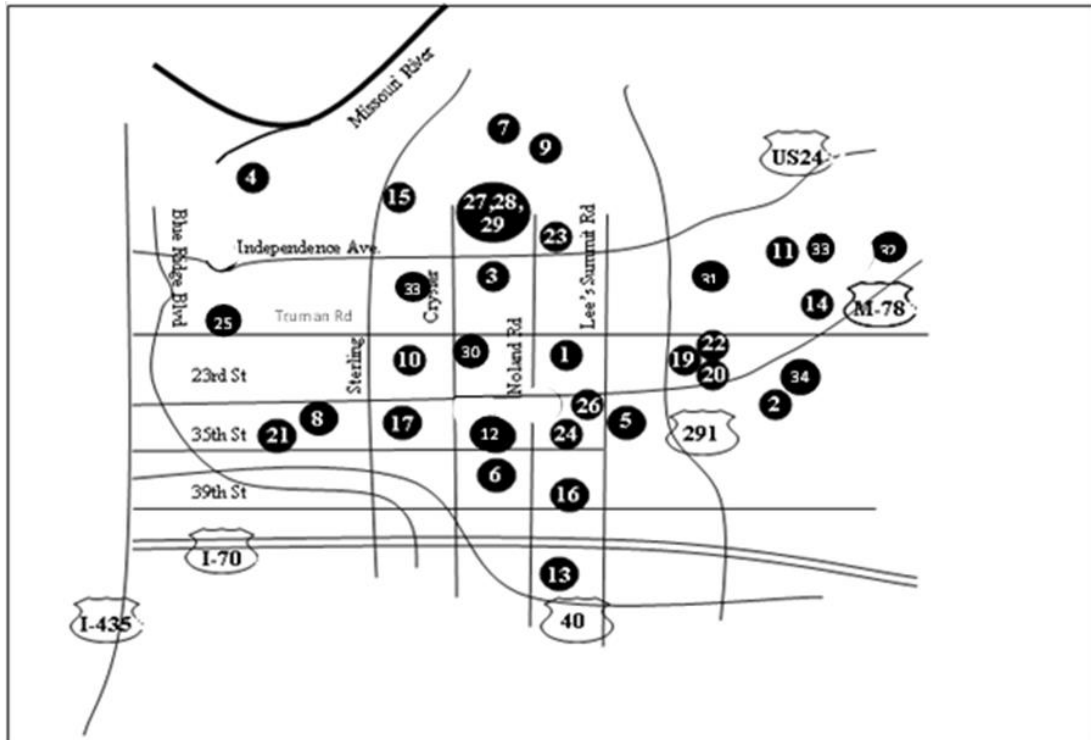 Missouri River
7
9
US24
4
15
27,28,
29
23
Lee's Summit Rd
Blue Ridge Blvd
Independence Ave.
11
33
32
31
33
Crysler
3
14
M-78
25
Truman Rd
Noland Rd
Sterling
10
30
1
22
19
20
23rd St
34
2
26
8
17
5
21
35th St
12
24
291
6
39th St
16
I-70
13
I-435
40